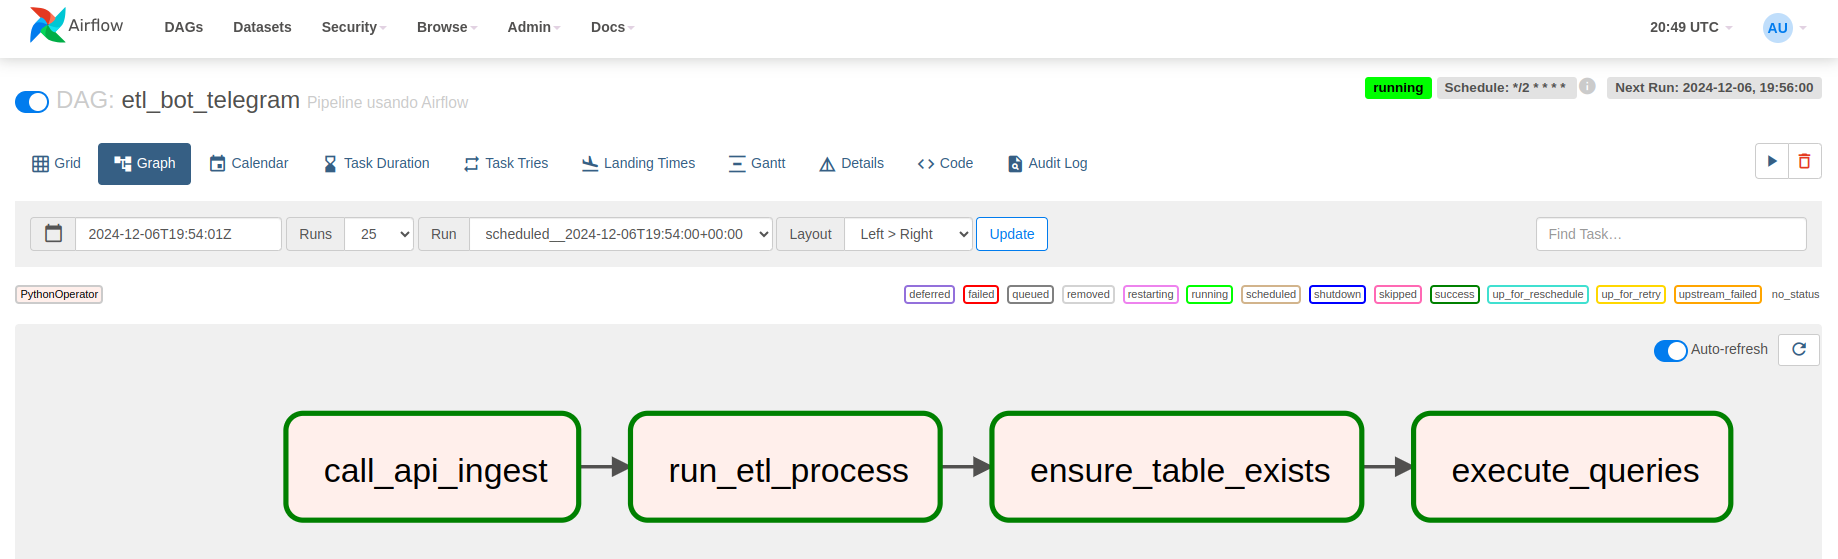 Airflow DAGs Datasets Security Browse Admin Docs 20:49 UTC AU
DAG: etl_bot_telegram Pipeline usando Airflow running Schedule: */2 * * * * Next Run: 2024-12-06, 19:56:00
Grid Graph Calendar Task Duration Task Tries Landing Times Gantt Details Code Audit Log
2024-12-06T19:54:01Z Runs 25 Run scheduled__2024-12-06T19:54:00+00:00 Layout Left > Right Update Find Task…
PythonOperator deferred failed queued removed restarting running scheduled shutdown skipped success up_for_reschedule up_for_retry upstream_failed no_status
Auto-refresh
call_api_ingest run_etl_process ensure_table_exists execute_queries